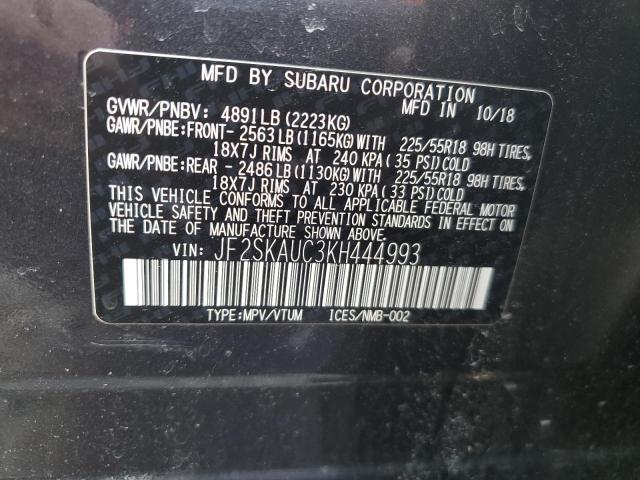 MFD BY SUBARU CORPORATION
GVWR/PNBV: 4891LB(2223KG) MFD IN 10/18
GAWR/PNBE:FRONT- 2563LB(1165KG)WITH 225/55R18 98H TIRES,
18X7J RIMS AT 240 KPA(35 PSI)COLD
GAWR/PNBE:REAR - 2486LB(1130KG)WITH 225/55R18 98H TIRES,
18X7J RIMS AT 230 KPA(33 PSI)COLD
THIS VEHICLE CONFORMS TO ALL APPLICABLE FEDERAL MOTOR
VEHICLE SAFETY AND THEFT PREVENTION STANDARDS IN EFFECT ON
THE DATE OF MANUFACTURE SHOWN ABOVE.
VIN: JF2SKAUC3KH444993
TYPE:MPV/VTUM ICES/NMB-002